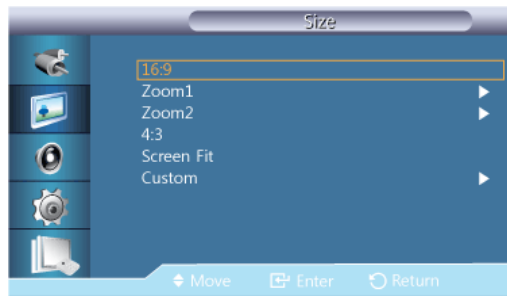 Size
16:9
Zoom1
Zoom2
4:3
Screen Fit
Custom
Move Enter Return